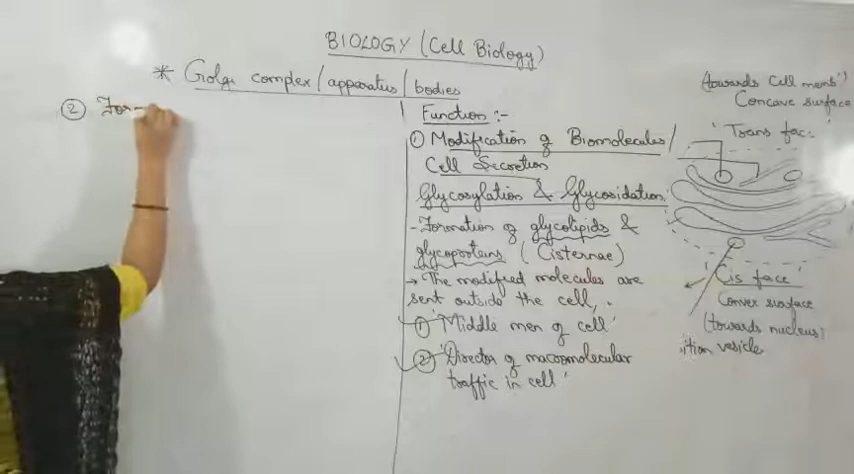 BIOLOGY (Cell Biology)
* Golgi complex / apparatus / bodies
② Form
Function :-
① Modification of Biomolecules /
Cell Secretion
Glycosylation & Glycosidation
- Formation of glycolipids &
glycoproteins ( Cisternae )
→ The modified molecules are
sent outside the cell,
① 'Middle men of cell'
② 'Director of macromolecular
traffic in cell'
(towards Cell memb)
Concave surface
'Trans face'
'Cis face'
Convex surface
(towards nucleus)
ition vesicle